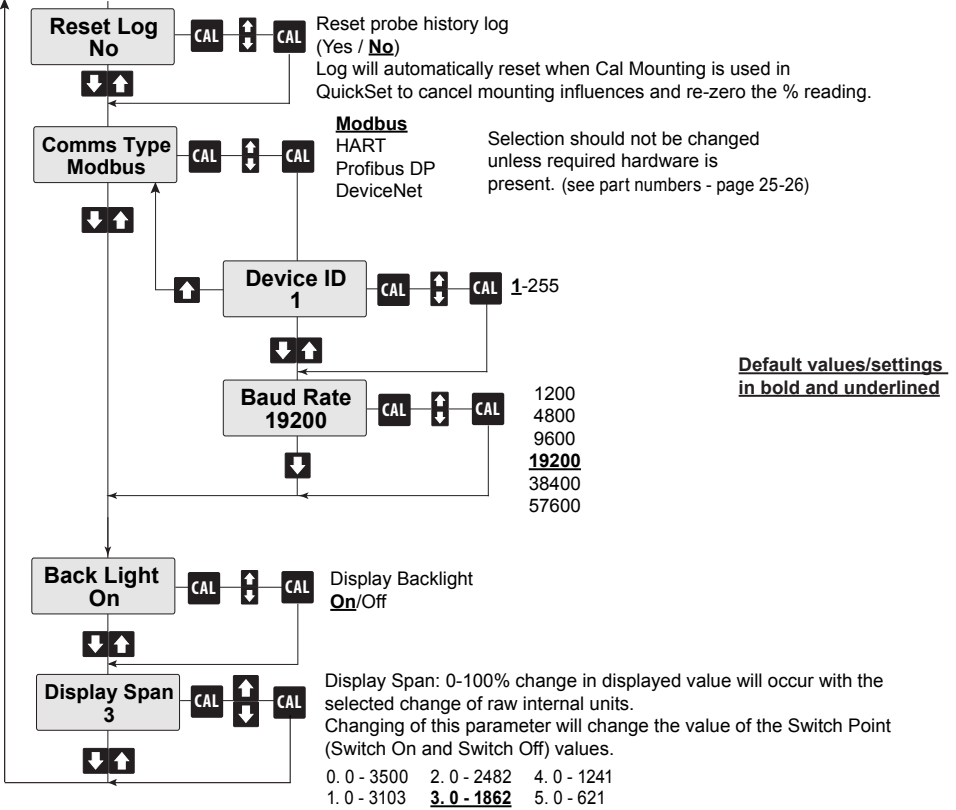 Reset Log
No
CAL
CAL
Reset probe history log
(Yes / No)
Log will automatically reset when Cal Mounting is used in
QuickSet to cancel mounting influences and re-zero the % reading.
Comms Type
Modbus
CAL
CAL
Modbus
HART
Profibus DP
DeviceNet
Selection should not be changed
unless required hardware is
present. (see part numbers - page 25-26)
Device ID
1
CAL
CAL
1-255
Default values/settings
in bold and underlined
Baud Rate
19200
CAL
CAL
1200
4800
9600
19200
38400
57600
Back Light
On
CAL
CAL
Display Backlight
On/Off
Display Span
3
CAL
CAL
Display Span: 0-100% change in displayed value will occur with the
selected change of raw internal units.
Changing of this parameter will change the value of the Switch Point
(Switch On and Switch Off) values.
0. 0 - 3500 2. 0 - 2482 4. 0 - 1241
1. 0 - 3103 3. 0 - 1862 5. 0 - 621